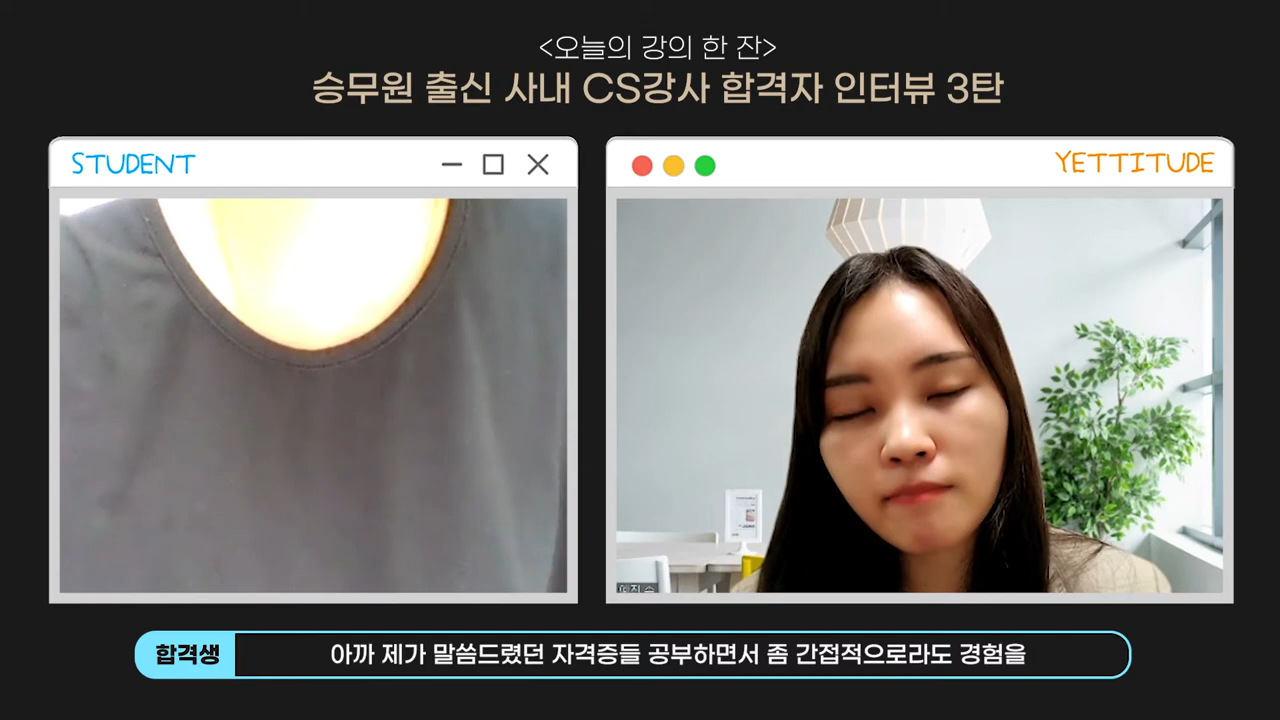 <오늘의 강의 한 잔>
승무원 출신 사내 CS강사 합격자 인터뷰 3탄
STUDENT
YETTITUDE
합격생
아까 제가 말씀드렸던 자격증들 공부하면서 좀 간접적으로라도 경험을